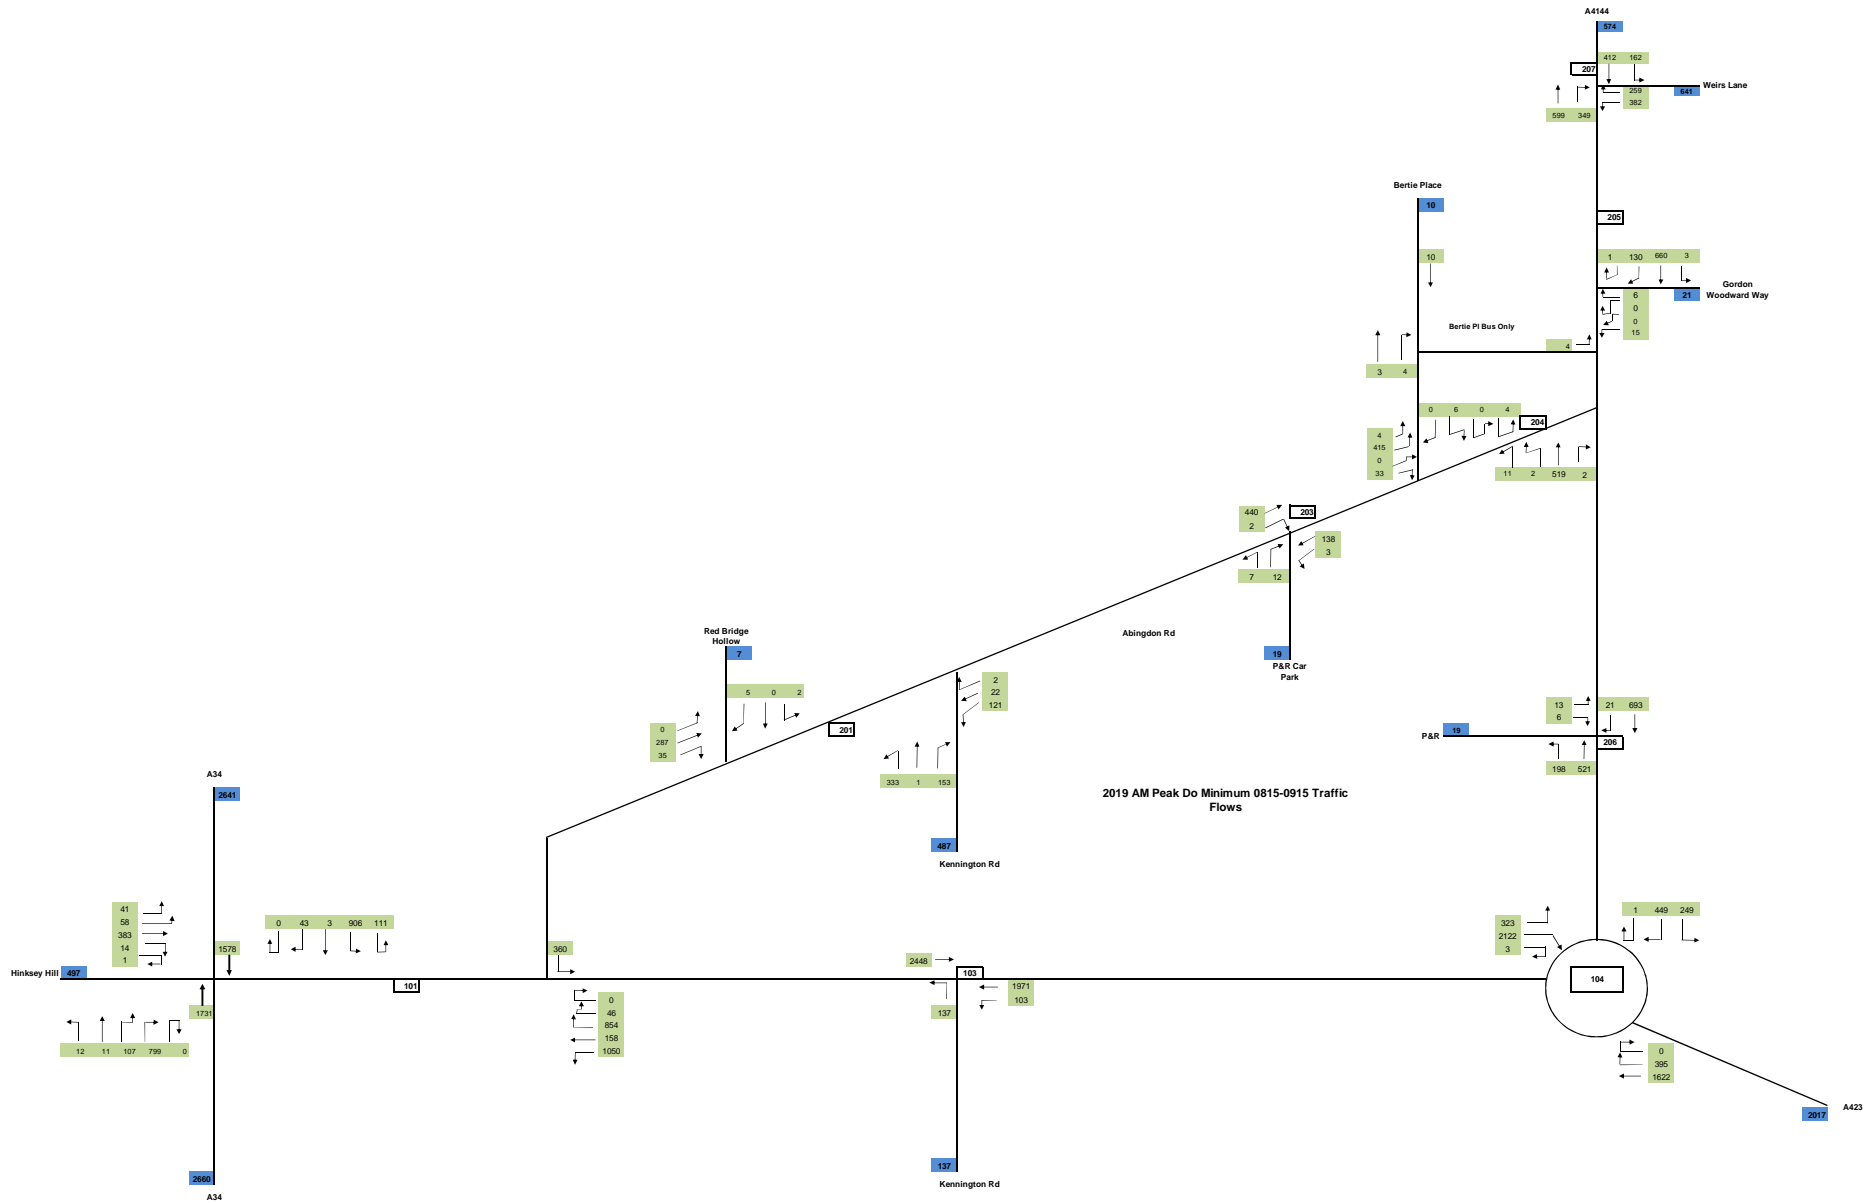 A4144
574
412 162
207
Weirs Lane
259
641
382
599 349
Bertie Place
10
205
10
1 130 660 3
Gordon
Woodward Way
6
21
0
0
15
Bertie Pl Bus Only
4
3 4
0 6 0 4
204
4
415
0
33
11 2 519 2
440
2
203
138
3
7 12
Red Bridge
Hollow
7
Abingdon Rd
19
P&R Car
Park
2
22
121
5 0 2
201
0
287
35
13
6
21 693
P&R
19
206
198 521
A34
2641
333 1 153
2019 AM Peak Do Minimum 0815-0915 Traffic
Flows
487
Kennington Rd
41
58
383
14
1
0 43 3 906 111
1578
360
2448
323
2122
3
1 449 249
Hinksey Hill
497
101
103
104
1731
12 11 107 799 0
0
46
854
158
1050
137
1971
103
0
395
1622
2017
A423
2660
A34
137
Kennington Rd